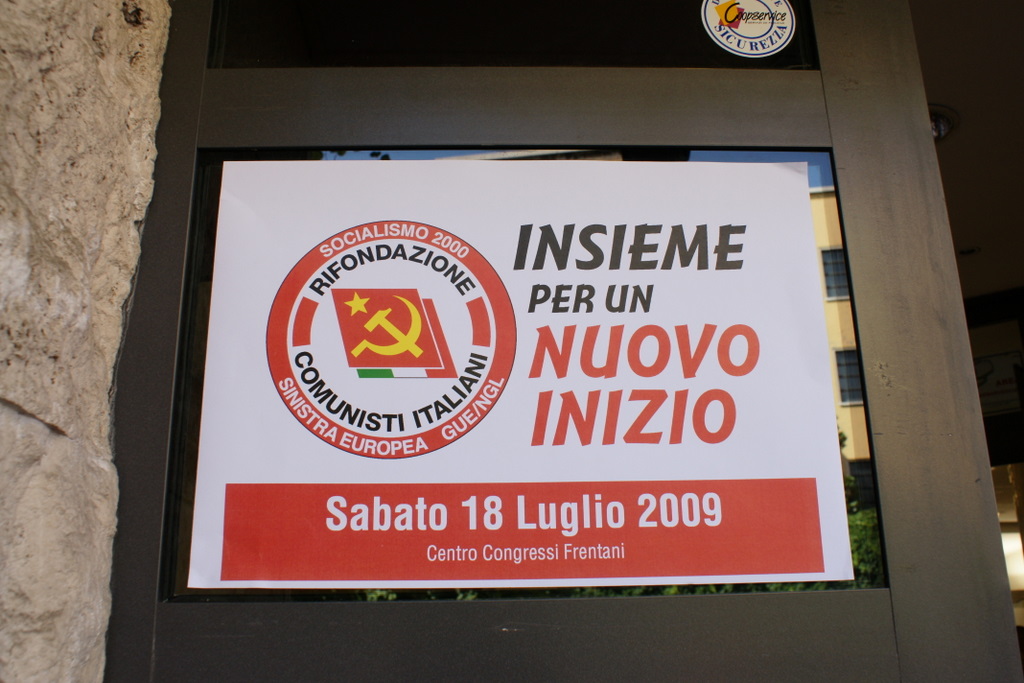 Coopservice
SICUREZZA
SOCIALISMO 2000
RIFONDAZIONE
COMUNISTI ITALIANI
SINISTRA EUROPEA GUE/NGL
INSIEME
PER UN
NUOVO
INIZIO
Sabato 18 Luglio 2009
Centro Congressi Frentani